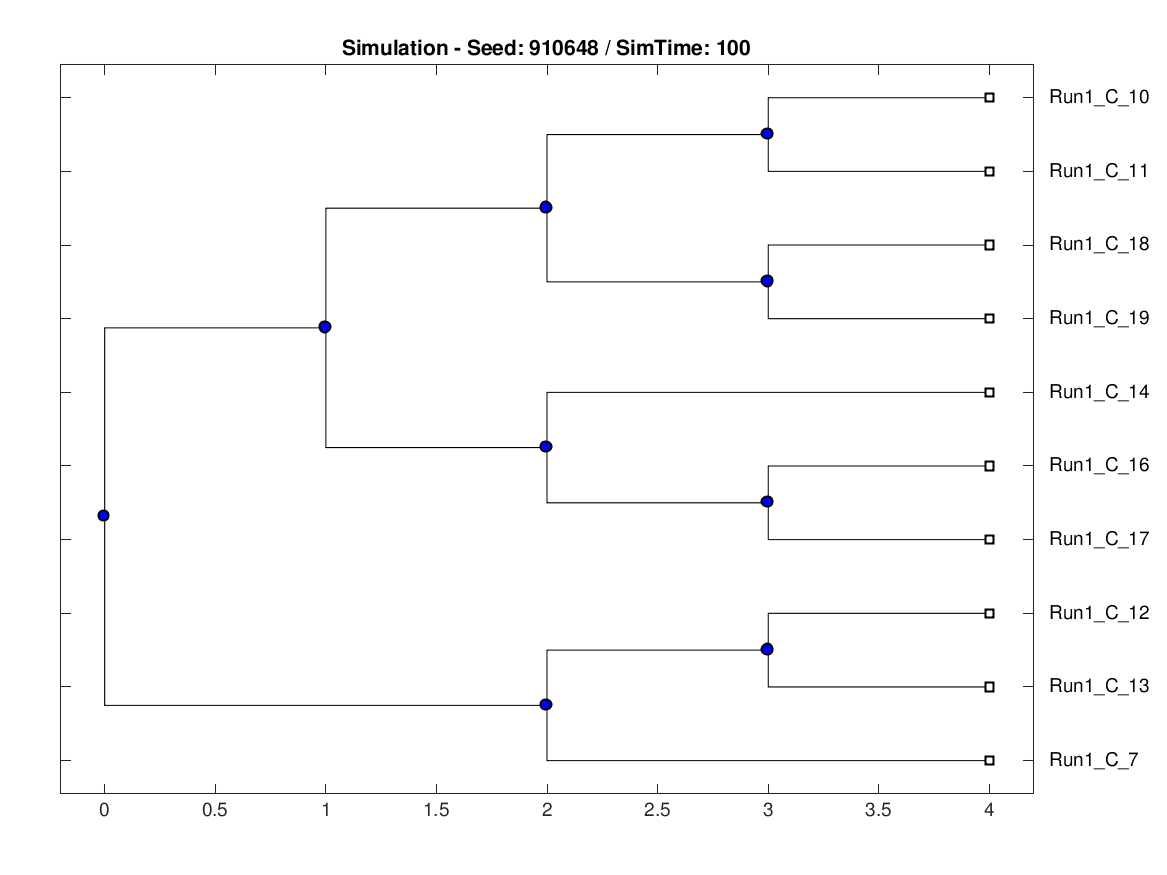 Simulation - Seed: 910648 / SimTime: 100
Run1_C_10
Run1_C_11
Run1_C_18
Run1_C_19
Run1_C_14
Run1_C_16
Run1_C_17
Run1_C_12
Run1_C_13
Run1_C_7
0 0.5 1 1.5 2 2.5 3 3.5 4